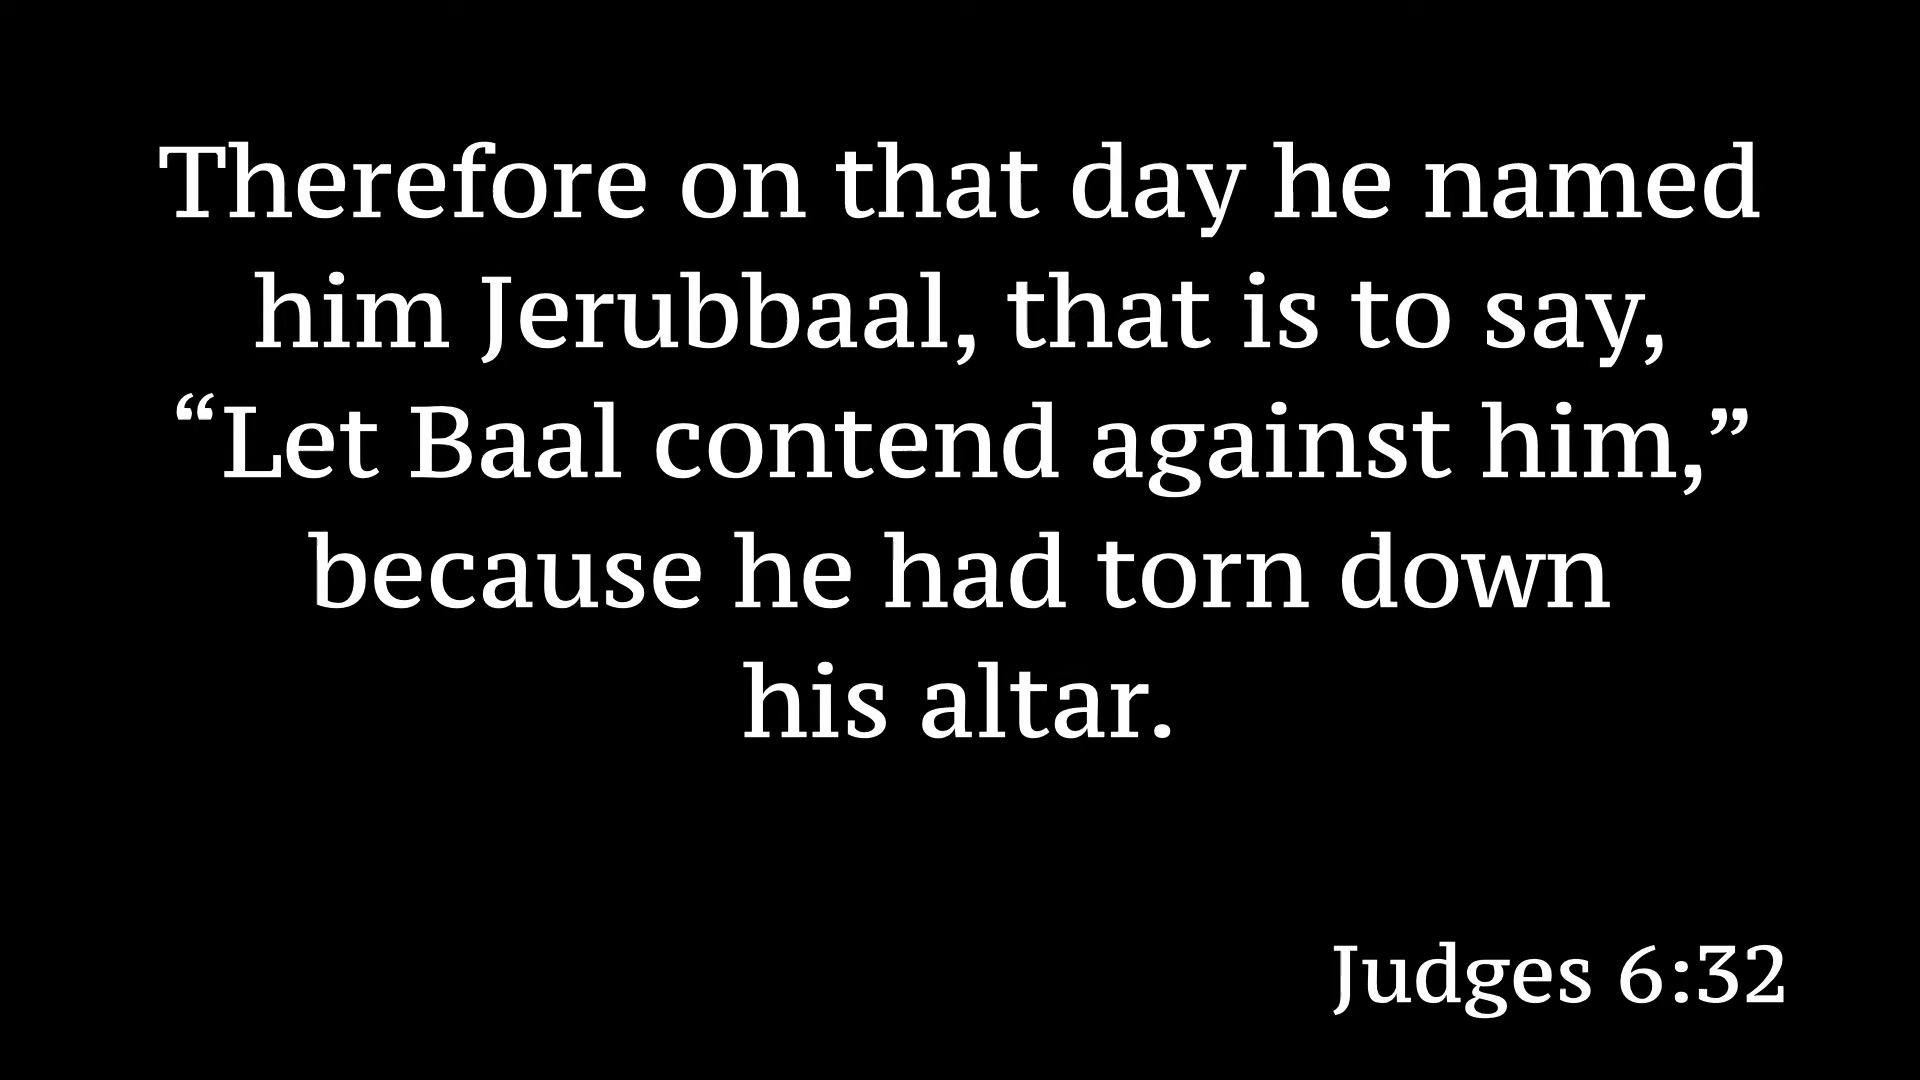 Therefore on that day he named
him Jerubbaal, that is to say,
“Let Baal contend against him,”
because he had torn down
his altar.
Judges 6:32